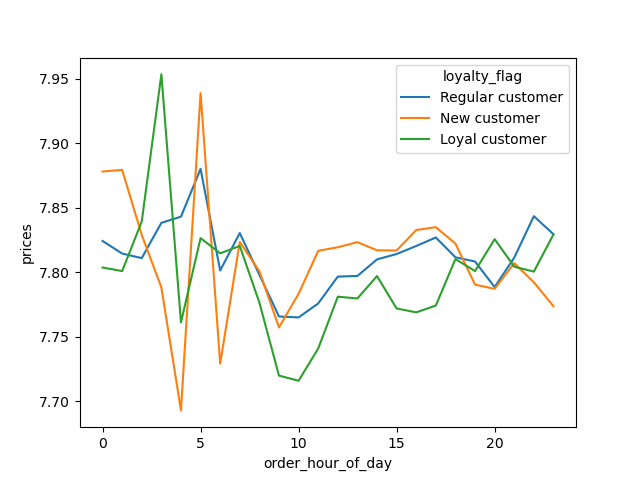 loyalty_flag
Regular customer
New customer
Loyal customer
7.95
7.90
7.85
7.80
7.75
7.70
prices
0 5 10 15 20
order_hour_of_day